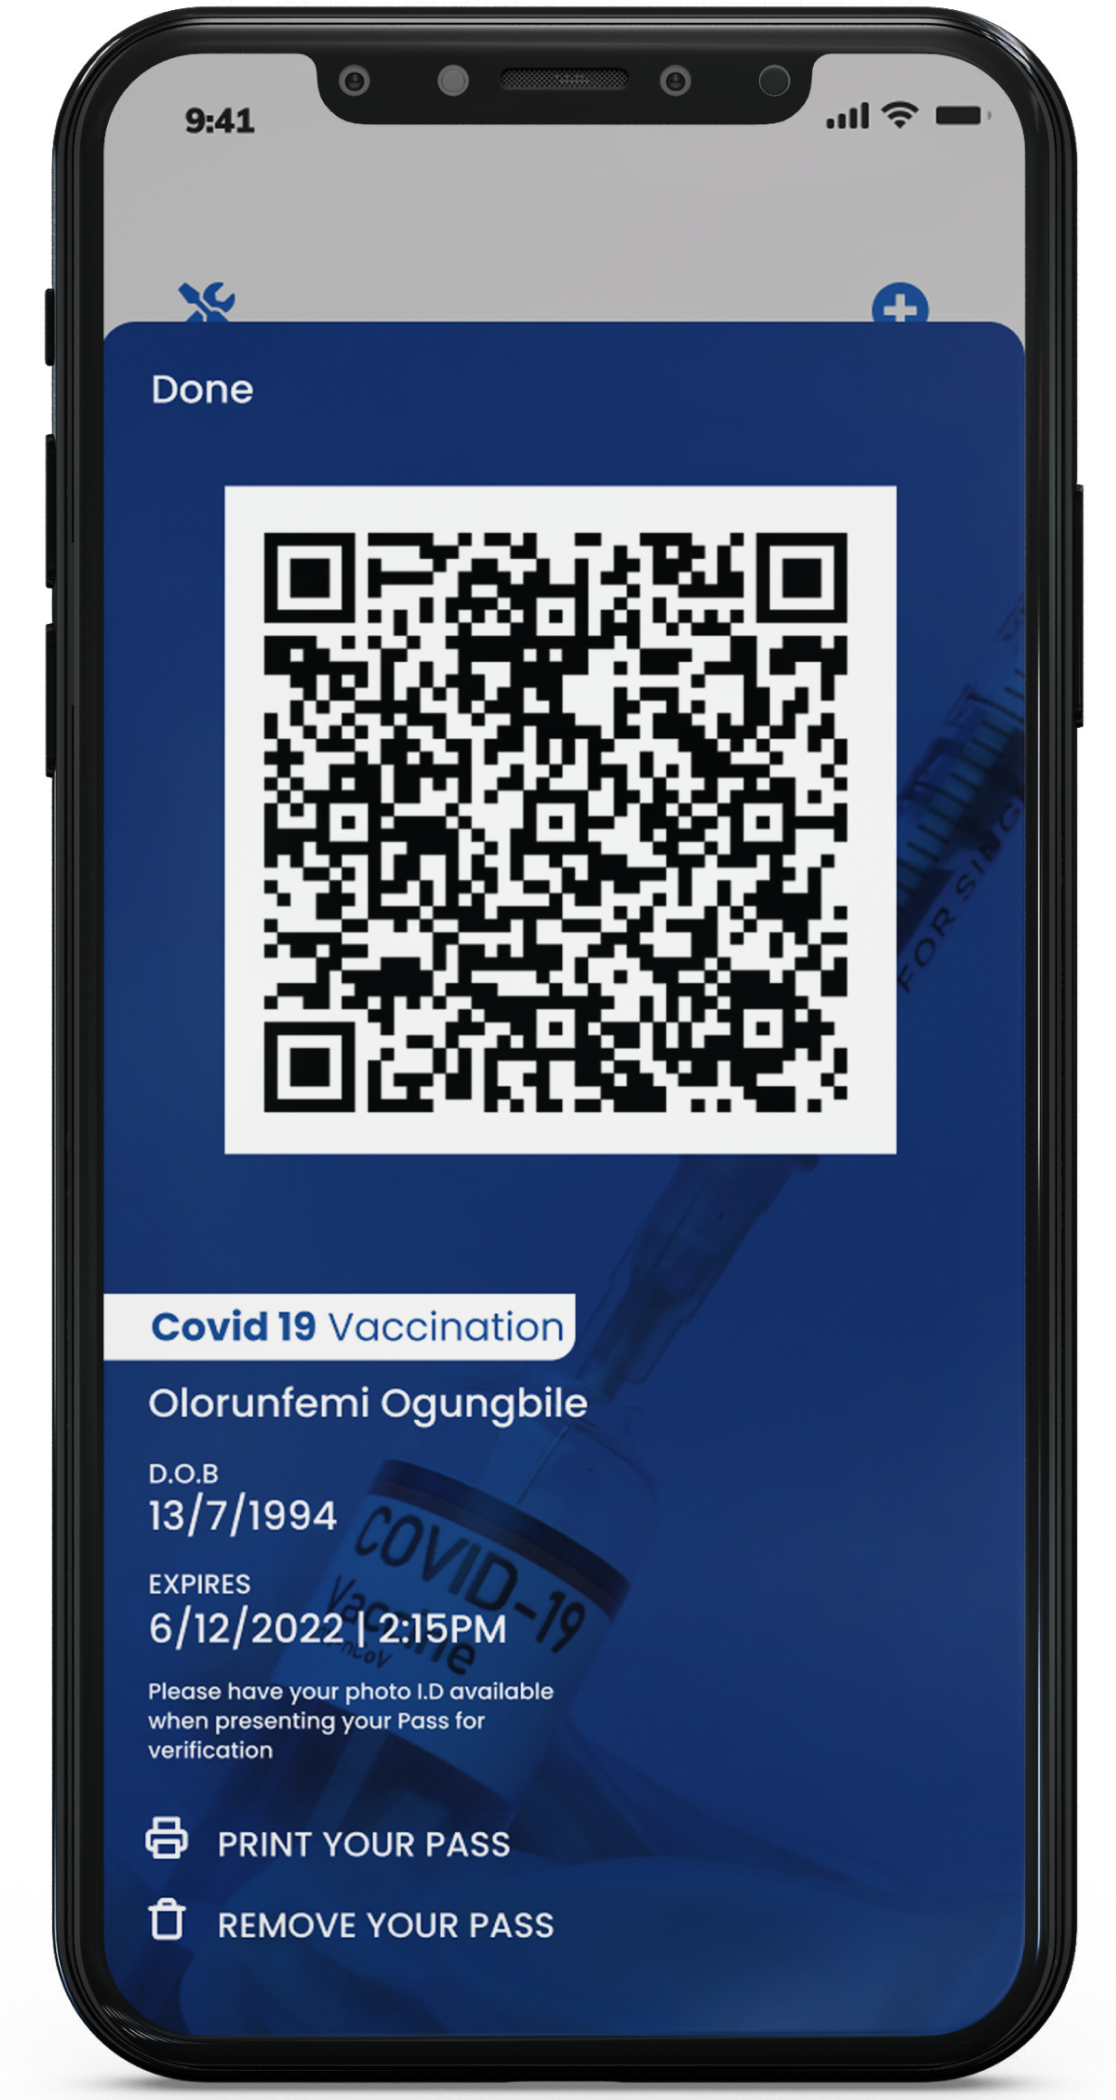 9:41
Done
FOR SING
Covid 19 Vaccination
Olorunfemi Ogungbile
D.O.B
13/7/1994
COVID-19
Vaccine
EXPIRES
6/12/2022 | 2:15PM
Please have your photo I.D available
when presenting your Pass for
verification
PRINT YOUR PASS
REMOVE YOUR PASS